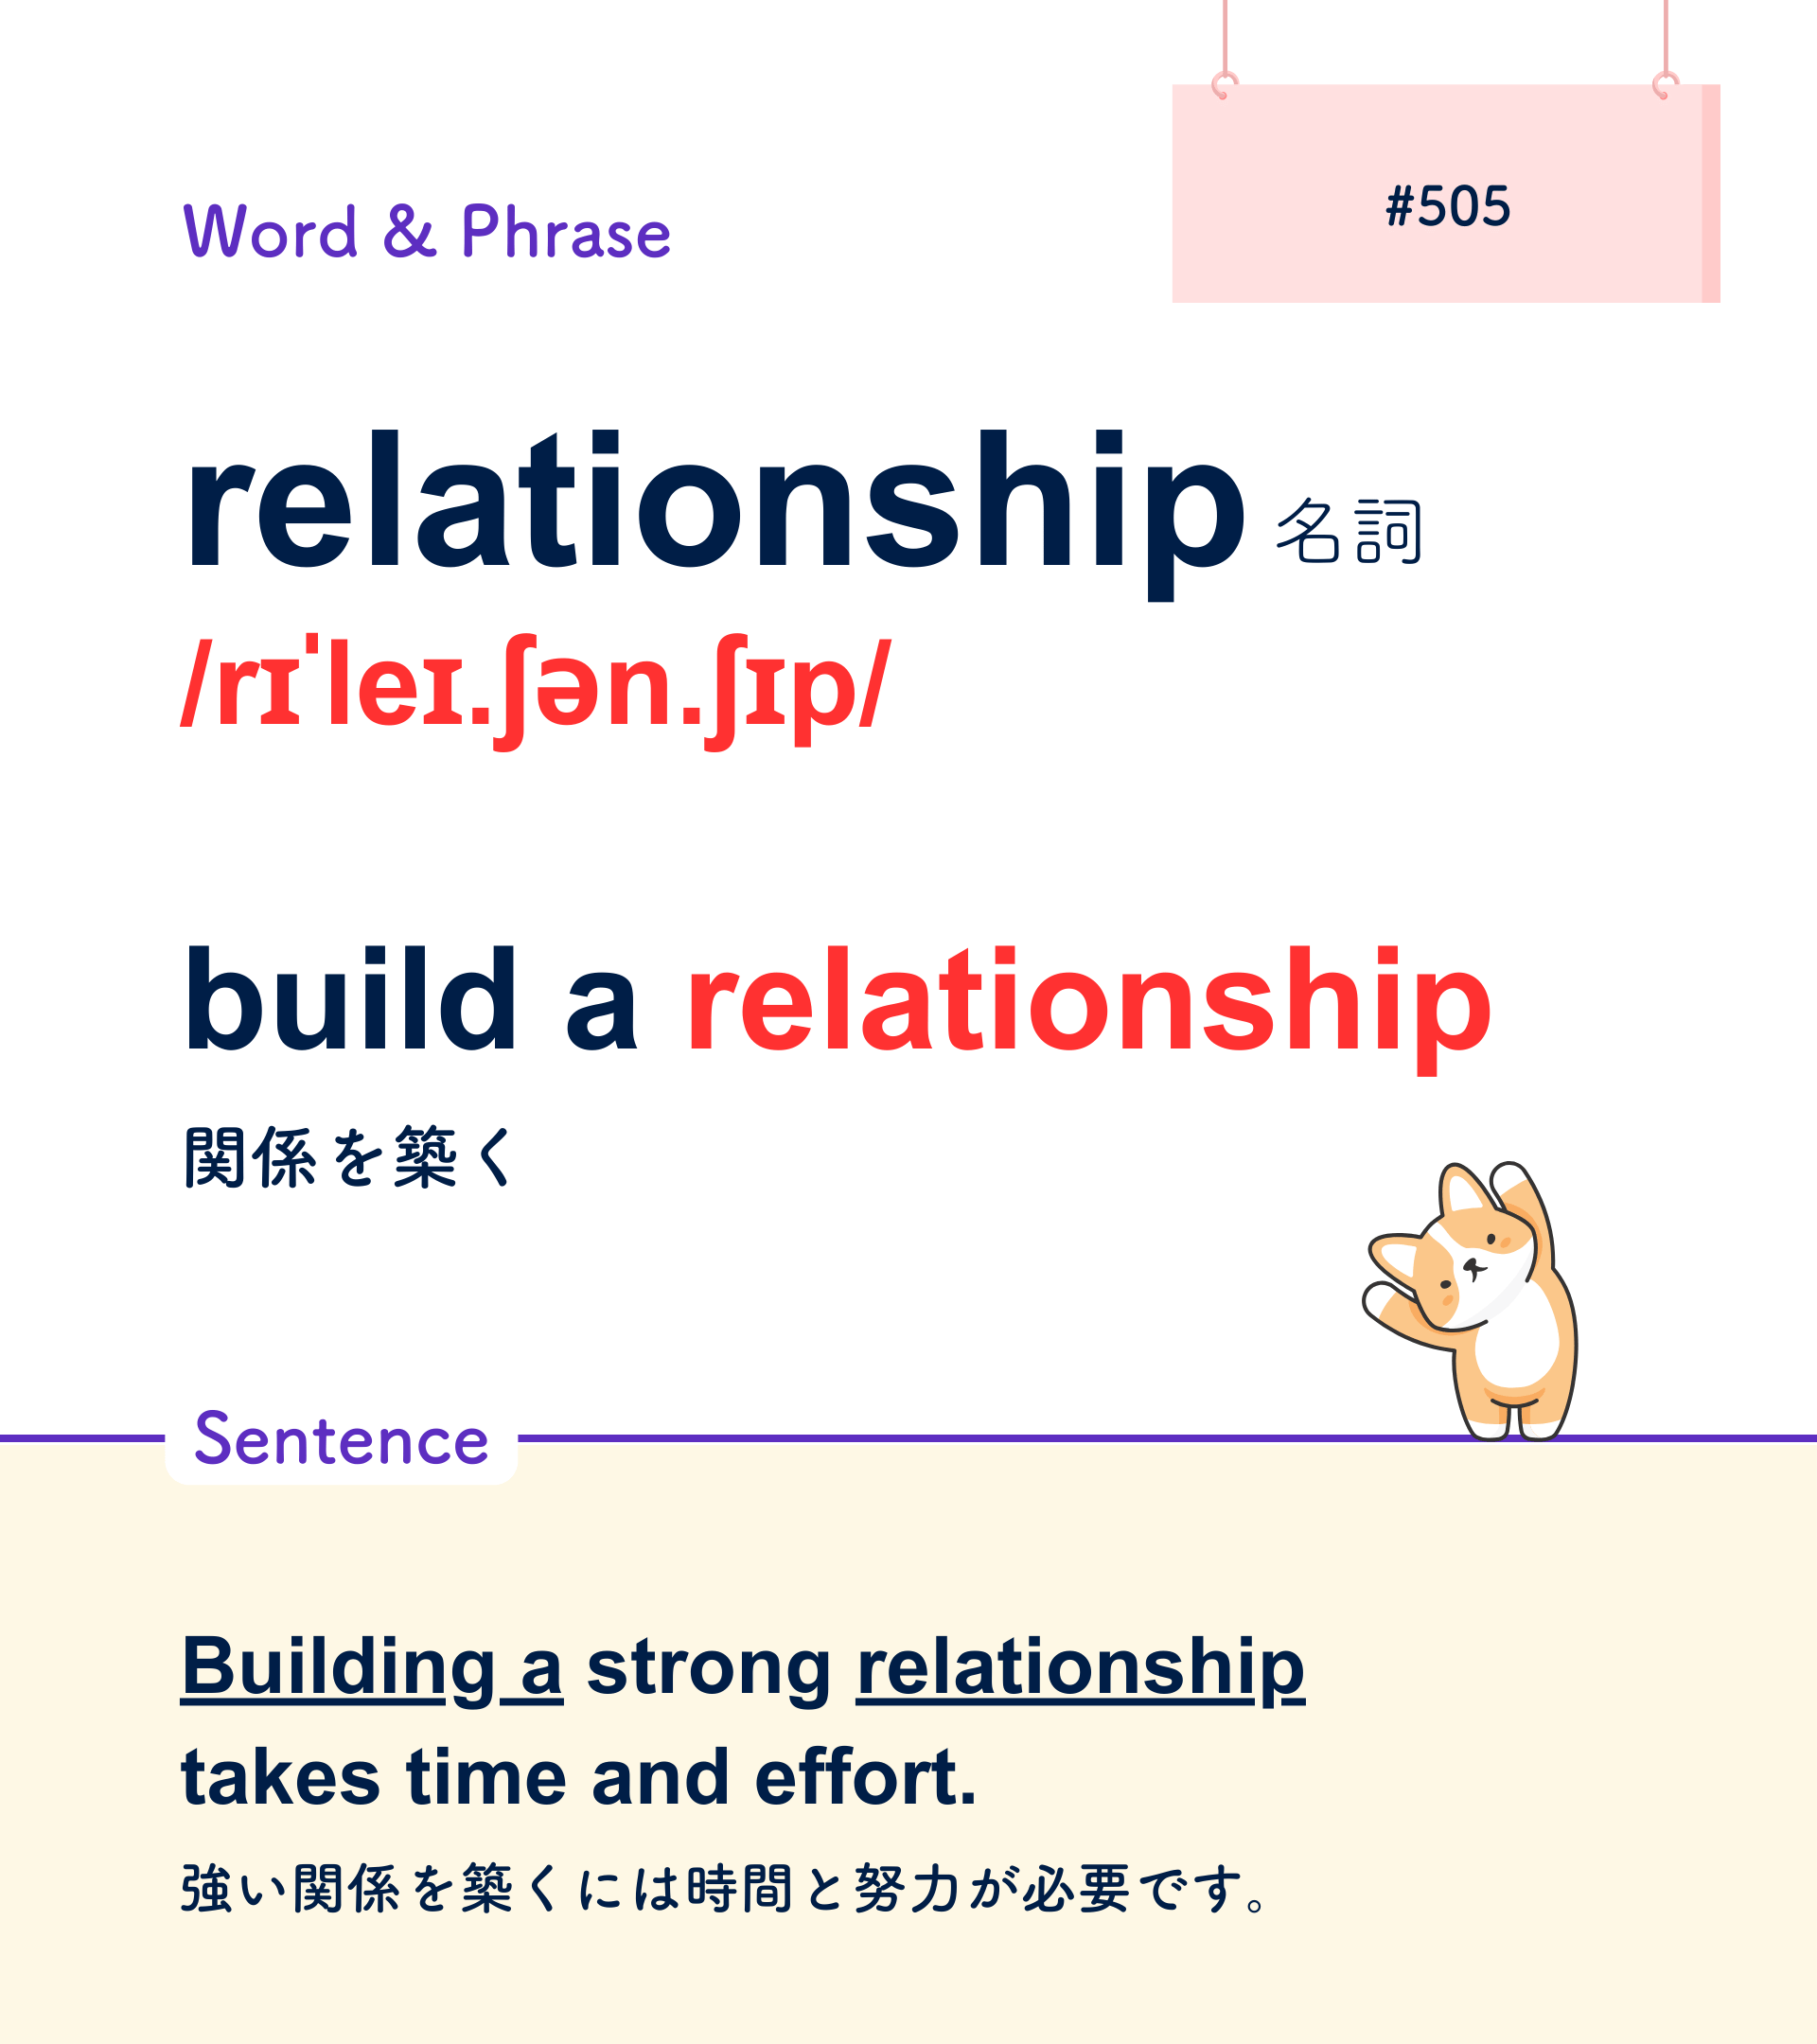 Word & Phrase
#505
relationship 名詞
/rɪˈleɪ.ʃən.ʃɪp/
build a relationship
関係を築く
Sentence
Building a strong relationship
takes time and effort.
強い関係を築くには時間と努力が必要です。